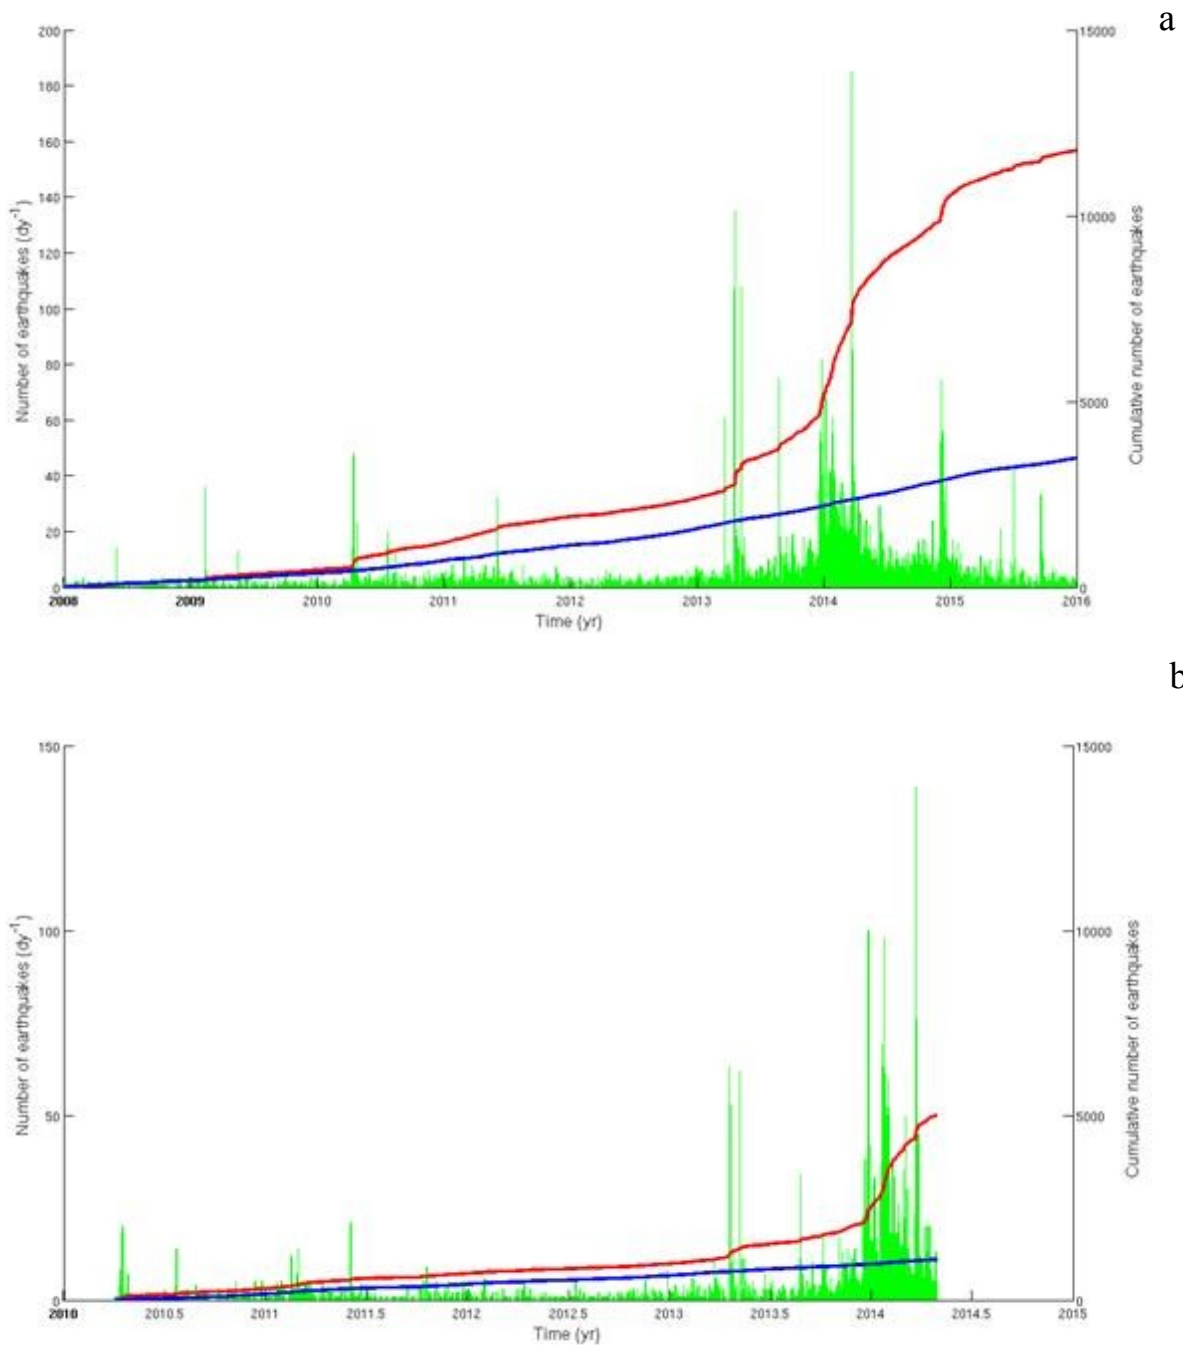 a
200
180
160
140
120
100
80
60
40
20
0
Number of earthquakes (dy-1)
15000
10000
5000
0
Cumulative number of earthquakes
2008 2009 2010 2011 2012 2013 2014 2015 2016
Time (yr)
b
150
100
50
0
Number of earthquakes (dy-1)
15000
10000
5000
0
Cumulative number of earthquakes
2010 2010.5 2011 2011.5 2012 2012.5 2013 2013.5 2014 2014.5 2015
Time (yr)